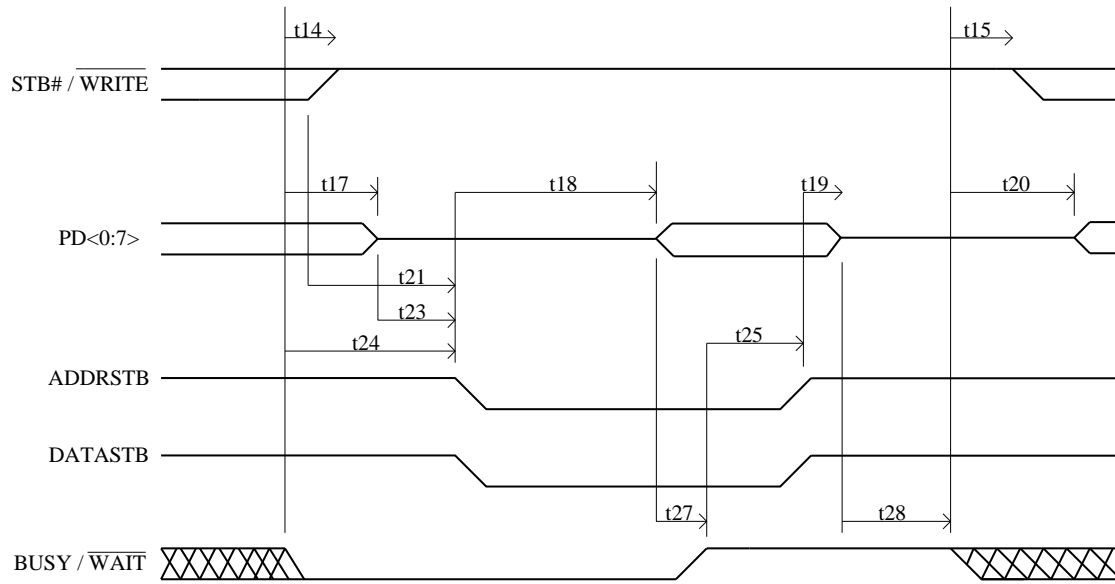 t14
t15
STB# / WRITE
t17
t18
t19
t20
PD<0:7>
t21
t23
t25
t24
ADDRSTB
DATASTB
t27
t28
BUSY / WAIT